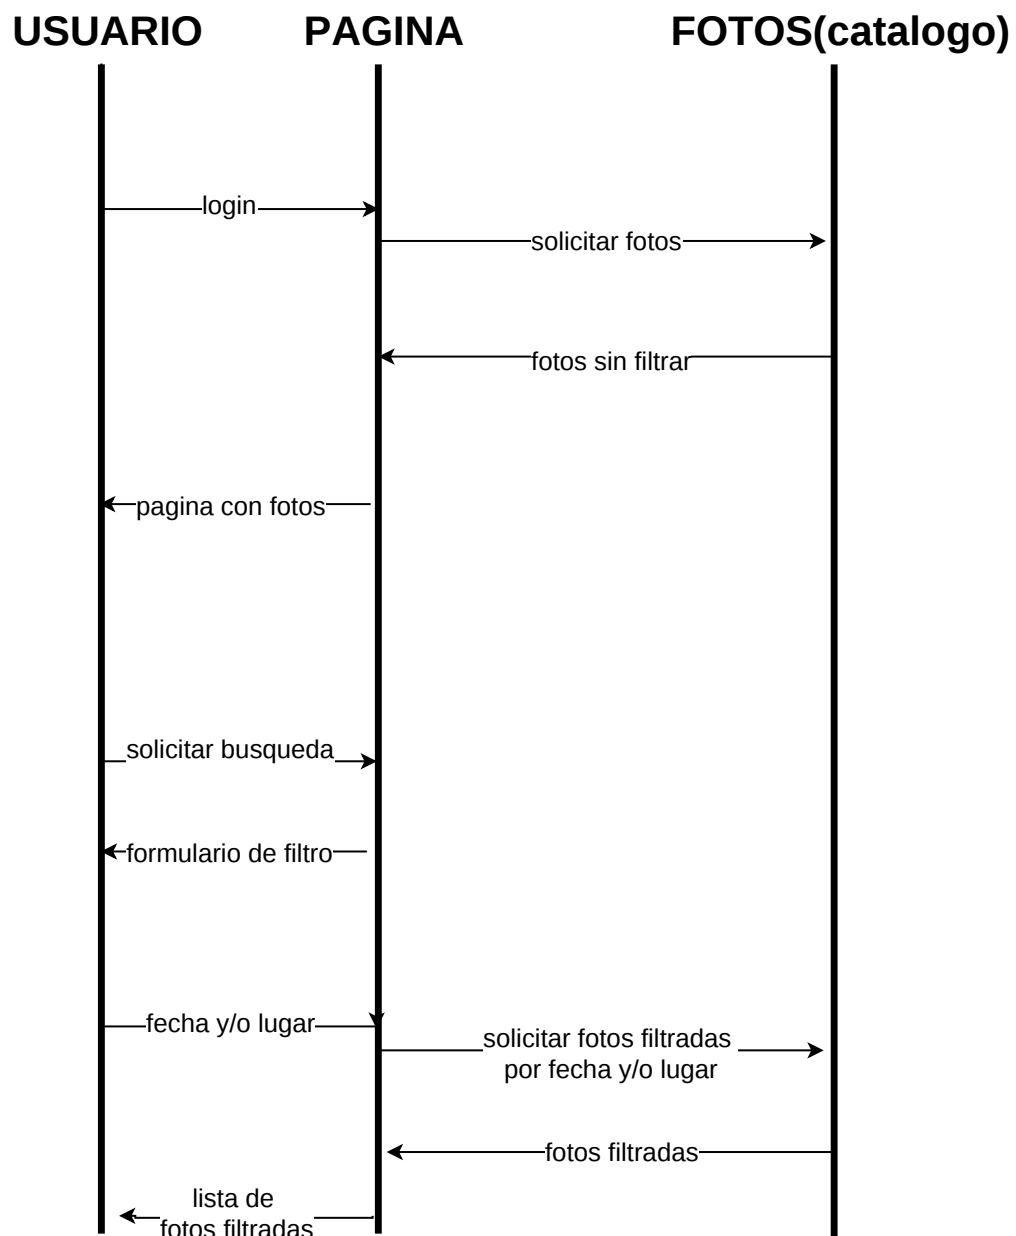 USUARIO
PAGINA
FOTOS(catalogo)
login
solicitar fotos
fotos sin filtrar
pagina con fotos
solicitar busqueda
formulario de filtro
fecha y/o lugar
solicitar fotos filtradas
por fecha y/o lugar
fotos filtradas
lista de
fotos filtradas